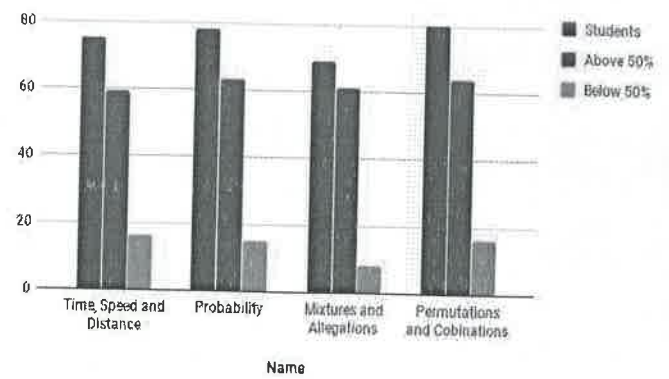 80
60
40
20
0
Students
Above 50%
Below 50%
Time, Speed and
Distance
Probability
Mixtures and
Allegations
Permutations
and Cobinations
Name